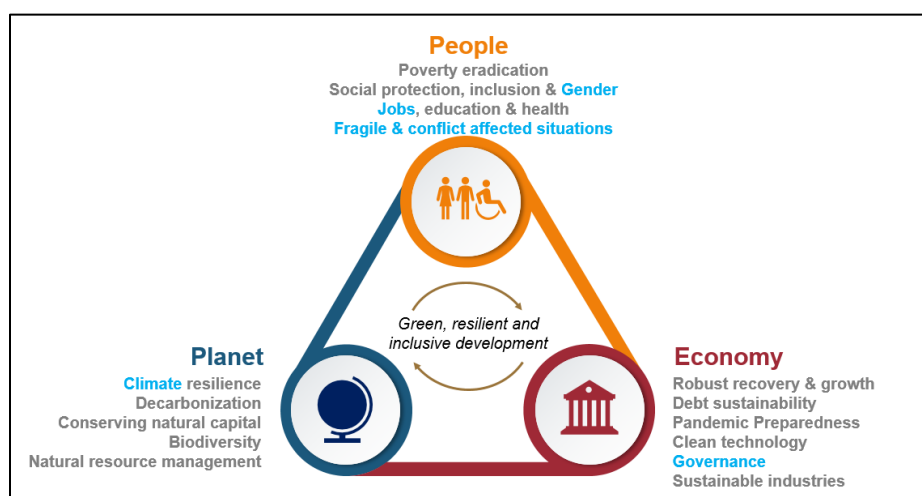 People
Poverty eradication
Social protection, inclusion & Gender
Jobs, education & health
Fragile & conflict affected situations
Green, resilient and
inclusive development
Planet
Climate resilience
Decarbonization
Conserving natural capital
Biodiversity
Natural resource management
Economy
Robust recovery & growth
Debt sustainability
Pandemic Preparedness
Clean technology
Governance
Sustainable industries